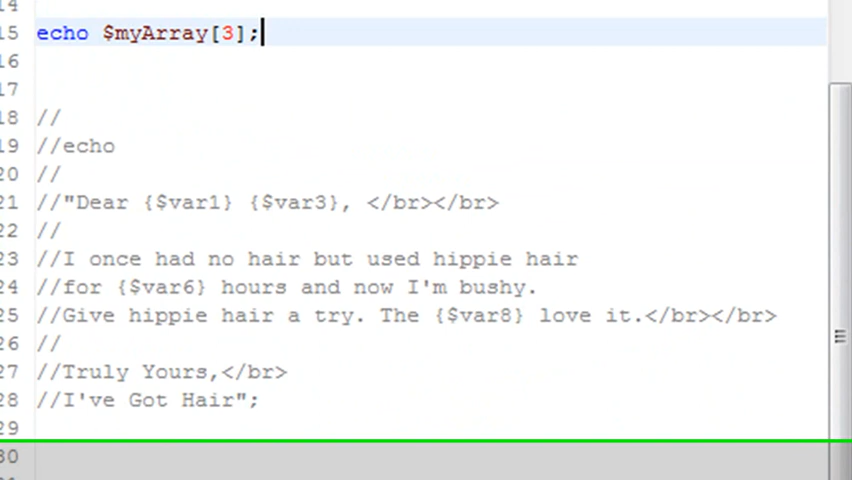 14
15 echo $myArray[3];
16
17
18 //
19 //echo
20 //
21 //"Dear {$var1} {$var3}, </br></br>
22 //
23 //I once had no hair but used hippie hair
24 //for {$var6} hours and now I'm bushy.
25 //Give hippie hair a try. The {$var8} love it.</br></br>
26 //
27 //Truly Yours,</br>
28 //I've Got Hair";
29
30